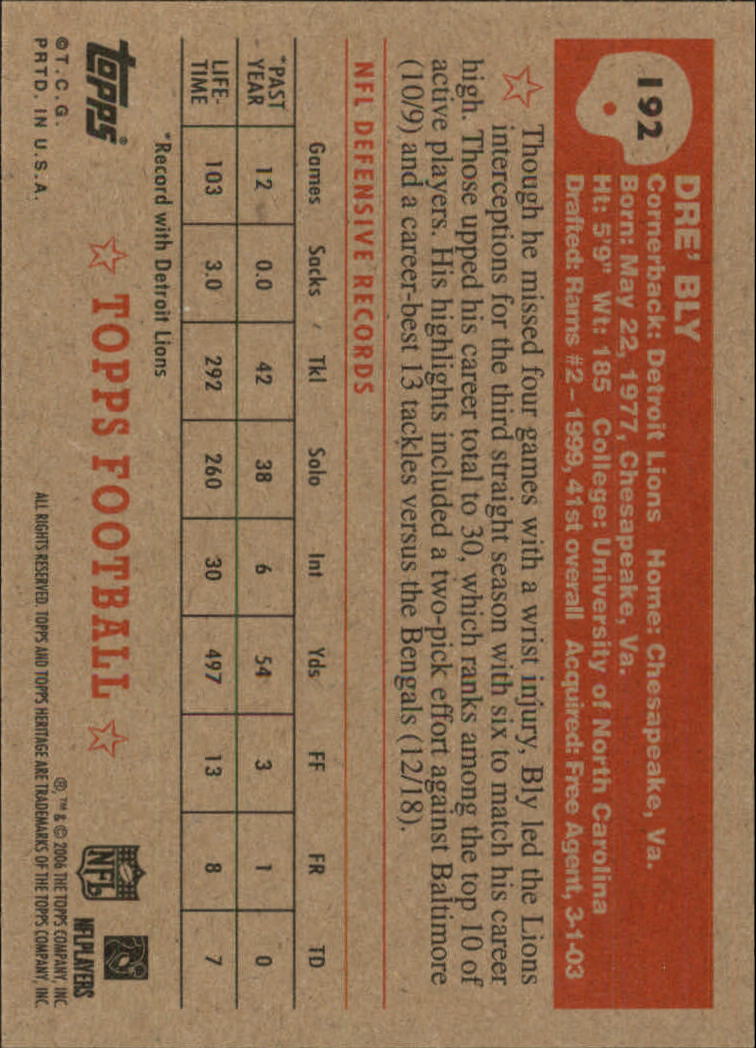 192
DRE' BLY
Cornerback: Detroit Lions Home: Chesapeake, Va.
Born: May 22, 1977, Chesapeake, Va.
Ht: 5'9" Wt: 185 College: University of North Carolina
Drafted: Rams #2 - 1999, 41st overall Acquired: Free Agent, 3-1-03
Though he missed four games with a wrist injury, Bly led the Lions
interceptions for the third straight season with six to match his career
high. Those upped his career total to 30, which ranks among the top 10 of
active players. His highlights included a two-pick effort against Baltimore
(10/9) and a career-best 13 tackles versus the Bengals (12/18).
NFL DEFENSIVE RECORDS
Games Sacks Tkl Solo Int Yds FF FR TD
*PAST YEAR 12 0.0 42 38 6 54 3 1 0
LIFE-TIME 103 3.0 292 260 30 497 13 8 7
*Record with Detroit Lions
topps®
TOPPS FOOTBALL
NFL
NFLPLAYERS
©T.C.G.
PRTD. IN U.S.A.
®, ™ & © 2006 THE TOPPS COMPANY, INC.
ALL RIGHTS RESERVED. TOPPS AND TOPPS HERITAGE ARE TRADEMARKS OF THE TOPPS COMPANY, INC.